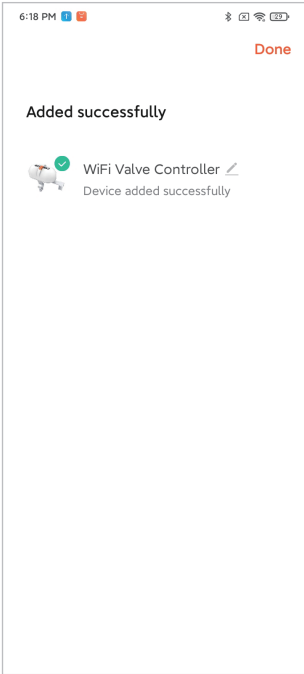 6:18 PM
29
Done
Added successfully
WiFi Valve Controller
Device added successfully